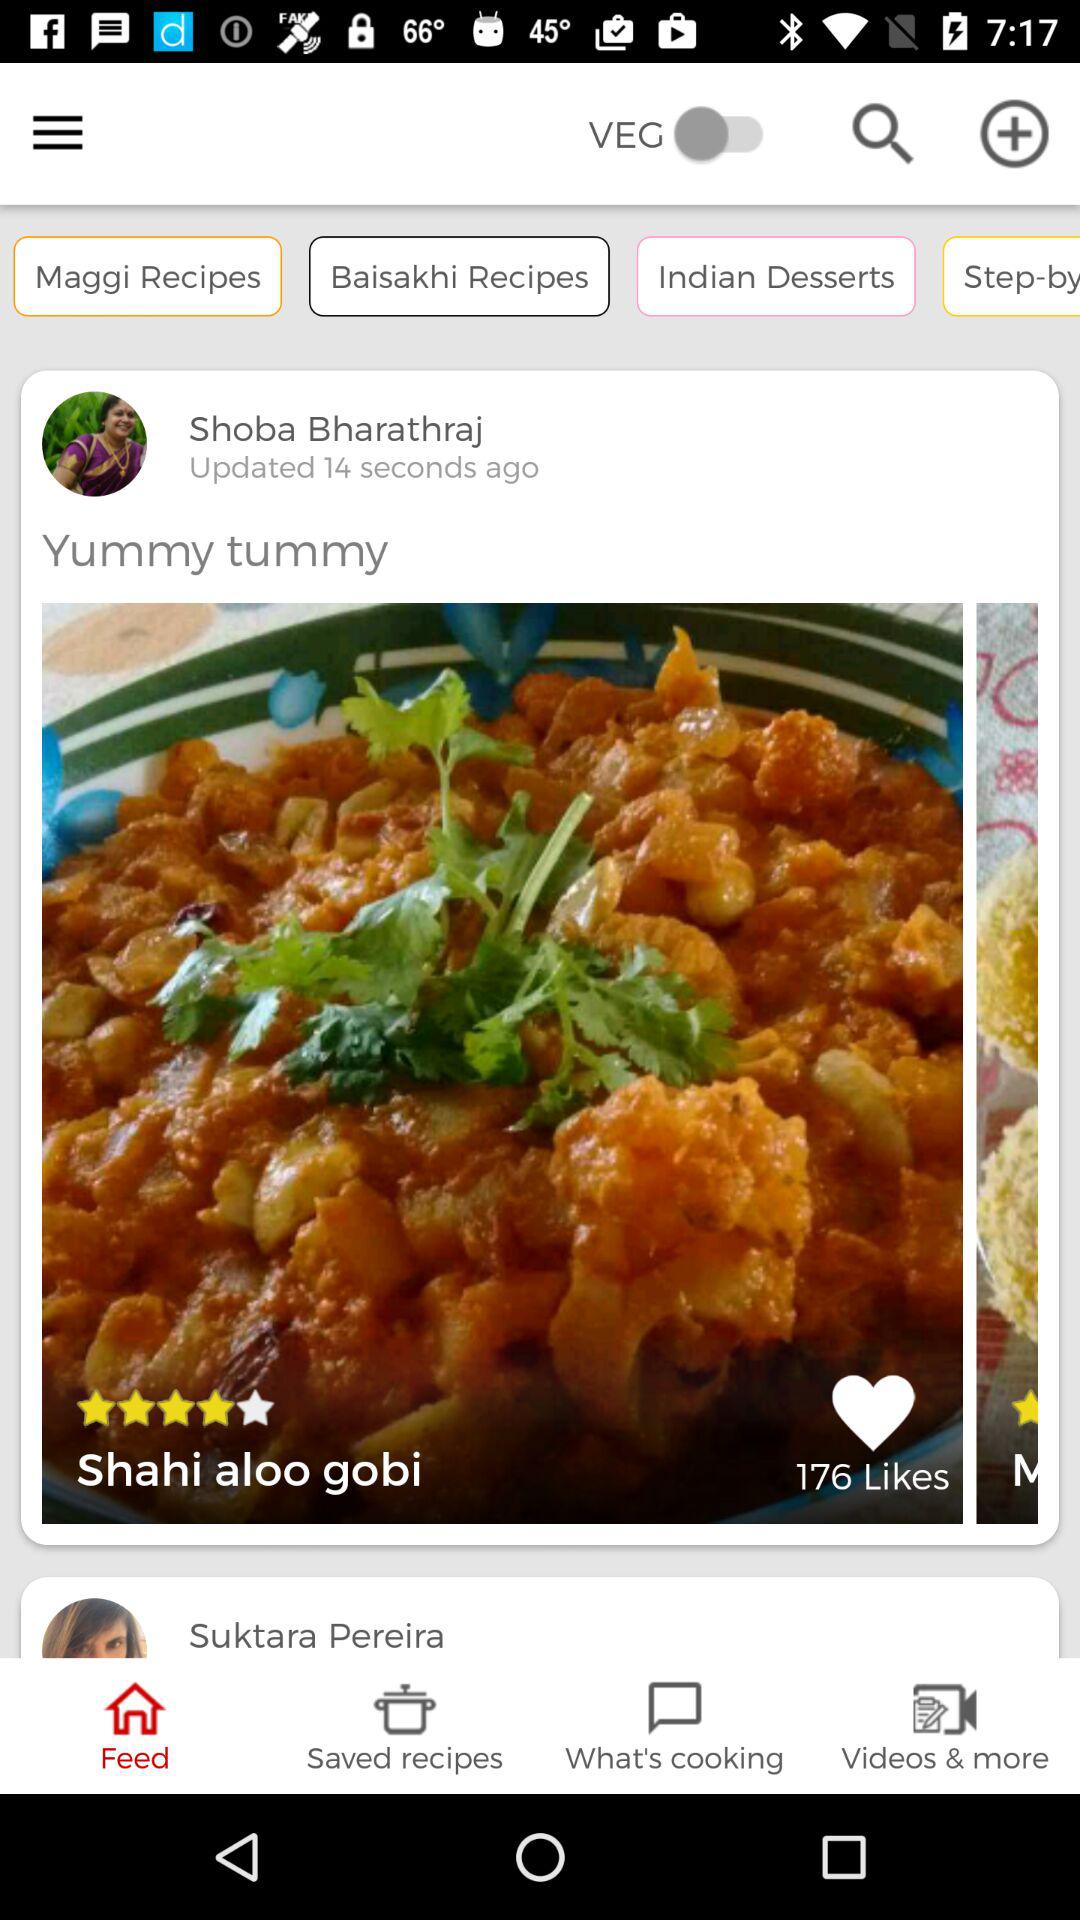 FAKE 66° 45° 7:17
VEG
Maggi Recipes Baisakhi Recipes Indian Desserts Step-by
Shoba Bharathraj
Updated 14 seconds ago
Yummy tummy
Shahi aloo gobi
176 Likes
M
Suktara Pereira
Feed Saved recipes What's cooking Videos & more